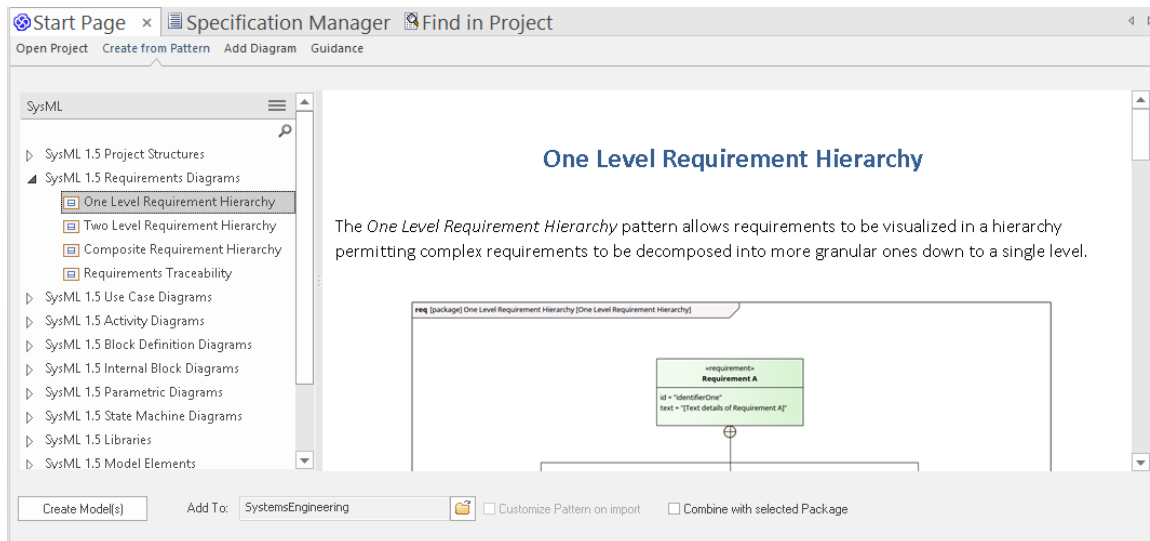 Start Page × Specification Manager Find in Project
Open Project Create from Pattern Add Diagram Guidance
SysML
SysML 1.5 Project Structures
SysML 1.5 Requirements Diagrams
One Level Requirement Hierarchy
Two Level Requirement Hierarchy
Composite Requirement Hierarchy
Requirements Traceability
SysML 1.5 Use Case Diagrams
SysML 1.5 Activity Diagrams
SysML 1.5 Block Definition Diagrams
SysML 1.5 Internal Block Diagrams
SysML 1.5 Parametric Diagrams
SysML 1.5 State Machine Diagrams
SysML 1.5 Libraries
SysML 1.5 Model Elements
One Level Requirement Hierarchy
The One Level Requirement Hierarchy pattern allows requirements to be visualized in a hierarchy
permitting complex requirements to be decomposed into more granular ones down to a single level.
req [package] One Level Requirement Hierarchy [One Level Requirement Hierarchy]
«requirement»
Requirement A
id = "identifierOne"
text = "[Text details of Requirement A]"
Create Model(s) Add To: SystemsEngineering Customize Pattern on import Combine with selected Package